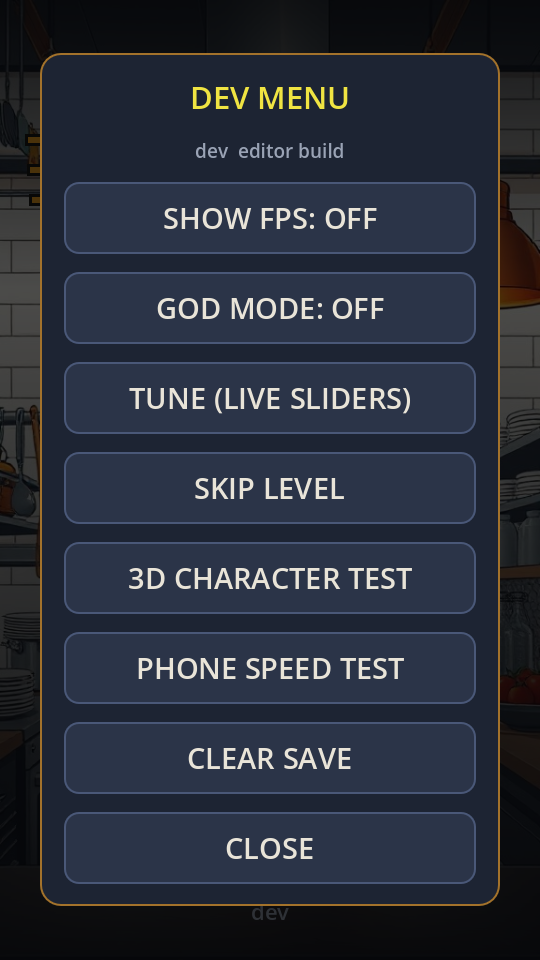 DEV MENU
dev editor build
SHOW FPS: OFF
GOD MODE: OFF
TUNE (LIVE SLIDERS)
SKIP LEVEL
3D CHARACTER TEST
PHONE SPEED TEST
CLEAR SAVE
CLOSE
dev